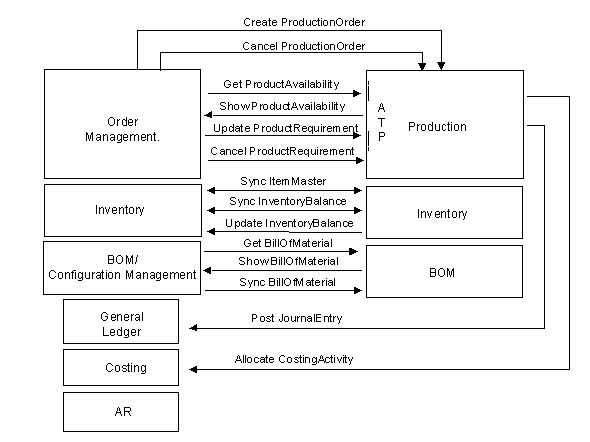 Create ProductionOrder
Cancel ProductionOrder
Order
Management.
Get ProductAvailability
ShowProductAvailability
Update ProductRequirement
Cancel ProductRequirement
A
T
P
Production
Inventory
Sync ItemMaster
Sync InventoryBalance
Update InventoryBalance
Inventory
BOM/
Configuration Management
Get BillOfMaterial
ShowBillOfMaterial
Sync BillOfMaterial
BOM
General
Ledger
Post JournalEntry
Costing
Allocate CostingActivity
AR